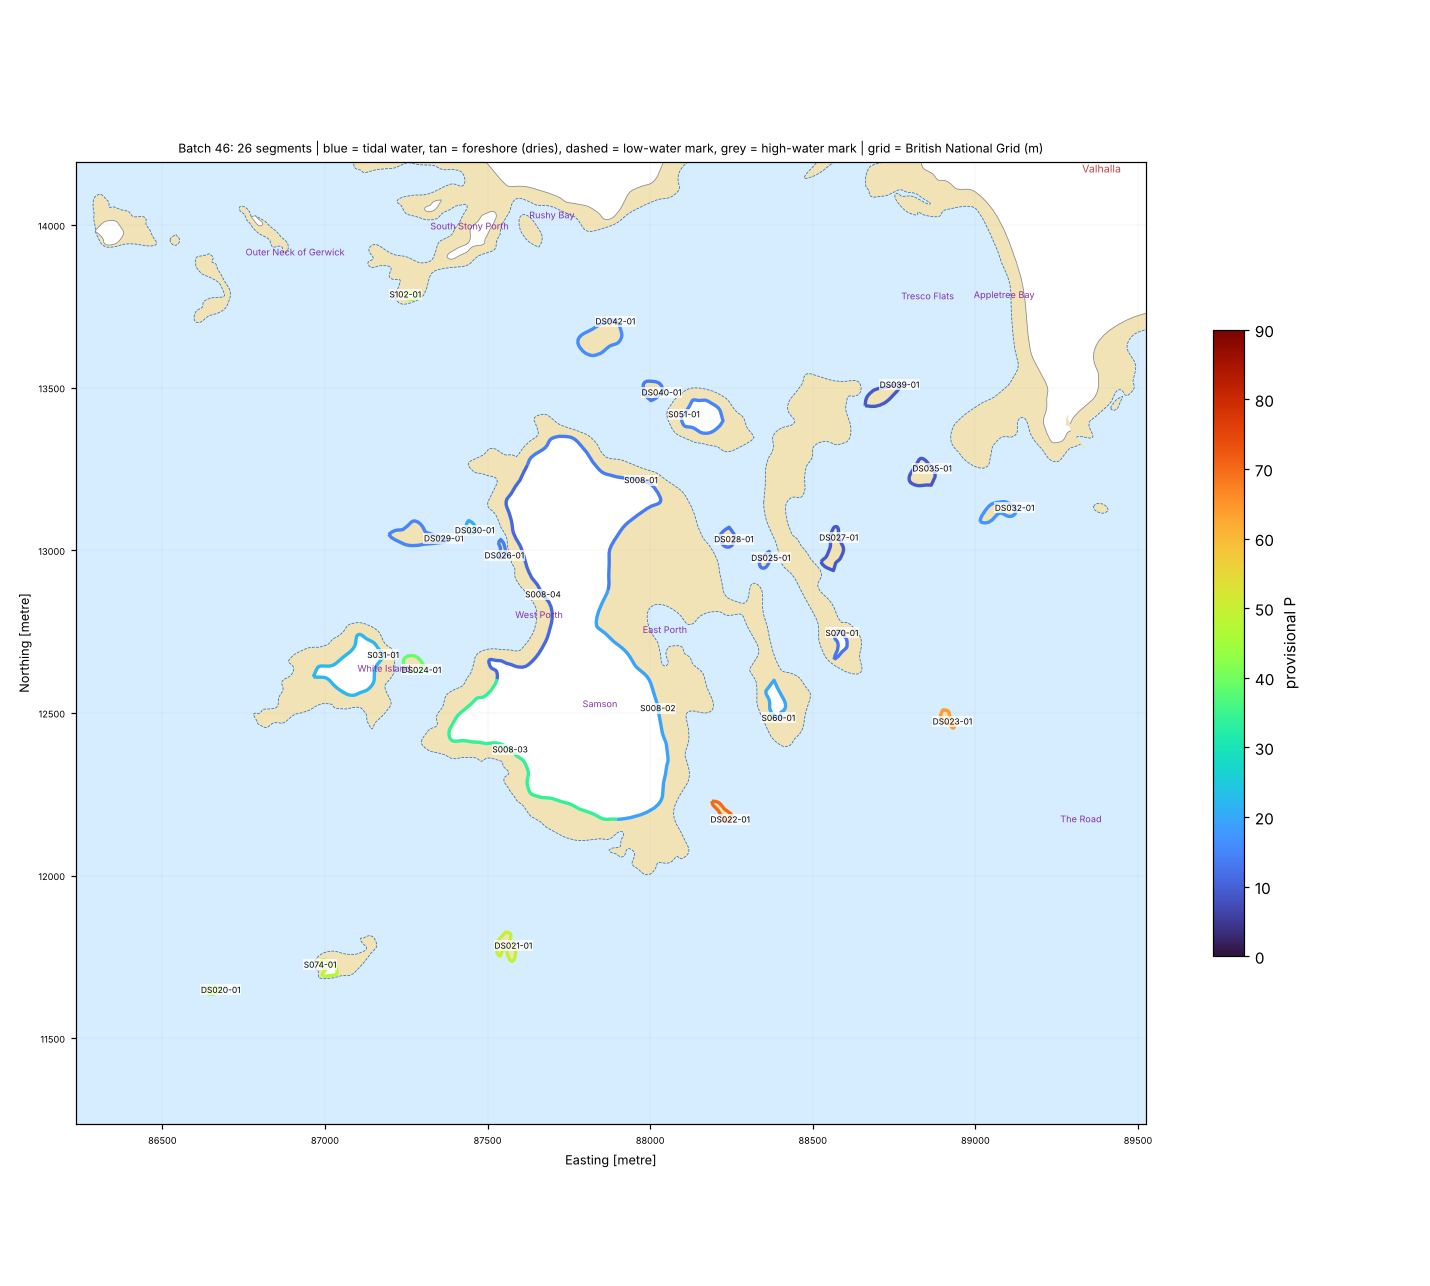 Batch 46: 26 segments | blue = tidal water, tan = foreshore (dries), dashed = low-water mark, grey = high-water mark | grid = British National Grid (m)
Valhalla
Rushy Bay
South Stony Porth
Outer Neck of Gerwick
S102-01
Tresco Flats
Appletree Bay
DS042-01
DS039-01
DS040-01
S051-01
DS035-01
S008-01
DS032-01
DS030-01
DS029-01
DS026-01
DS028-01
DS027-01
DS025-01
S008-04
West Porth
East Porth
S070-01
S031-01
White Island
DS024-01
Samson
S008-02
S060-01
DS023-01
S008-03
DS022-01
The Road
DS021-01
S074-01
DS020-01
14000
13500
13000
12500
12000
11500
Northing [metre]
86500
87000
87500
88000
88500
89000
89500
Easting [metre]
90
80
70
60
50
40
30
20
10
0
provisional P